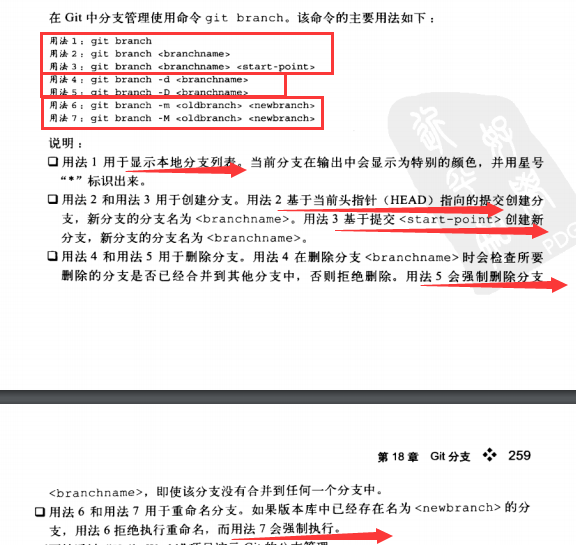 在 Git 中分支管理使用命令 git branch。该命令的主要用法如下：
用法 1：git branch
用法 2：git branch <branchname>
用法 3：git branch <branchname> <start-point>
用法 4：git branch -d <branchname>
用法 5：git branch -D <branchname>
用法 6：git branch -m <oldbranch> <newbranch>
用法 7：git branch -M <oldbranch> <newbranch>
说明：
用法 1 用于显示本地分支列表。当前分支在输出中会显示为特别的颜色，并用星号
“*”标识出来。
用法 2 和用法 3 用于创建分支。用法 2 基于当前头指针（HEAD）指向的提交创建分
支，新分支的分支名为 <branchname>。用法 3 基于提交 <start-point> 创建新
分支，新分支的分支名为 <branchname>。
用法 4 和用法 5 用于删除分支。用法 4 在删除分支 <branchname> 时会检查所要
删除的分支是否已经合并到其他分支中，否则拒绝删除。用法 5 会强制删除分支
PDG
第 18 章 Git 分支 ❖ 259
<branchname>，即使该分支没有合并到任何一个分支中。
用法 6 和用法 7 用于重命名分支。如果版本库中已经存在名为 <newbranch> 的分
支，用法 6 拒绝执行重命名，而用法 7 会强制执行。